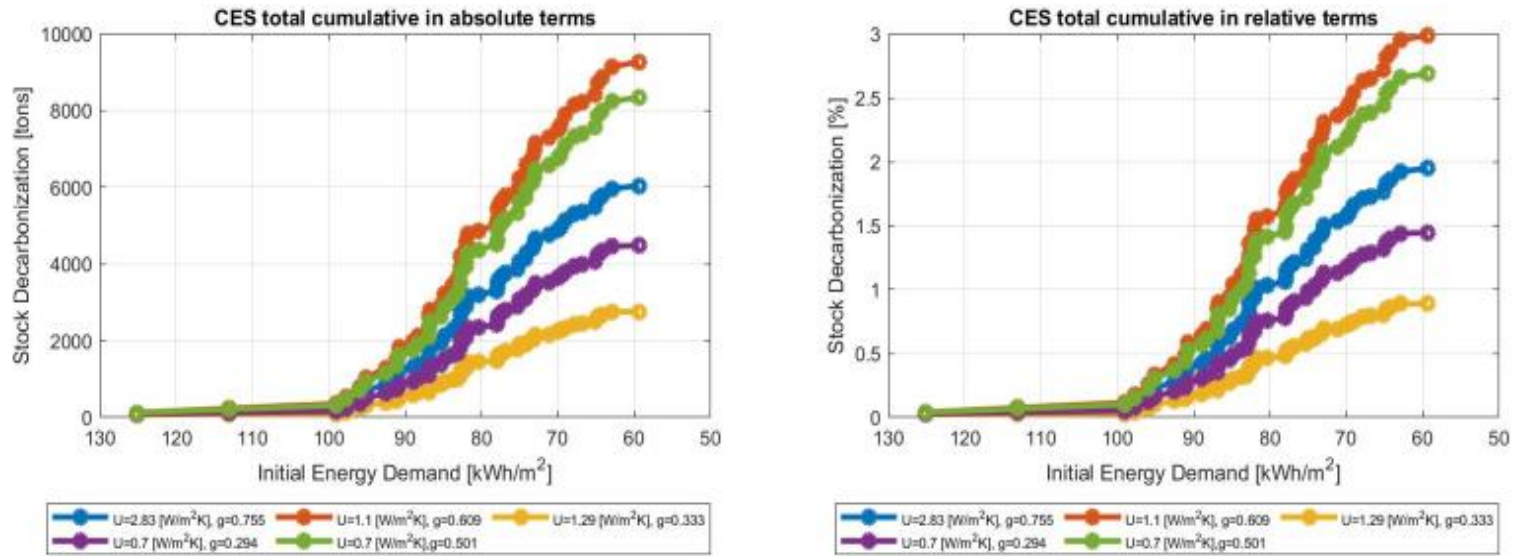 CES total cumulative in absolute terms
10000
8000
6000
4000
2000
0
Stock Decarbonization [tons]
130 120 110 100 90 80 70 60 50
Initial Energy Demand [kWh/m²]
U=2.83 [W/m²K], g=0.755 U=1.1 [W/m²K], g=0.609 U=1.29 [W/m²K], g=0.333
U=0.7 [W/m²K], g=0.294 U=0.7 [W/m²K],g=0.501
CES total cumulative in relative terms
3
2.5
2
1.5
1
0.5
0
Stock Decarbonization [%]
130 120 110 100 90 80 70 60 50
Initial Energy Demand [kWh/m²]
U=2.83 [W/m²K], g=0.755 U=1.1 [W/m²K], g=0.609 U=1.29 [W/m²K], g=0.333
U=0.7 [W/m²K], g=0.294 U=0.7 [W/m²K],g=0.501